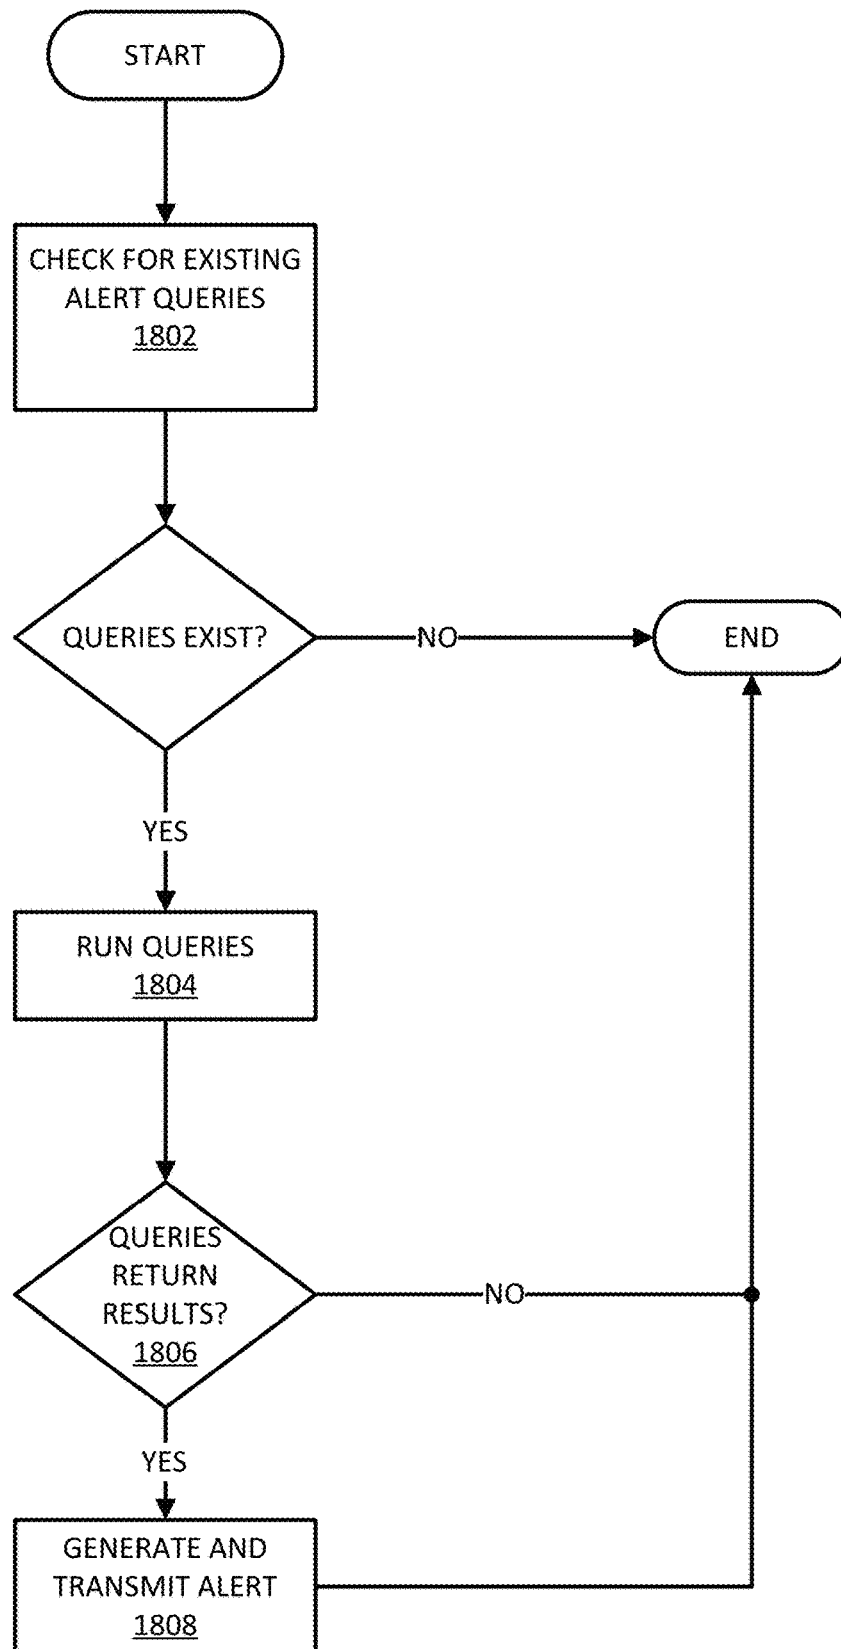 START
CHECK FOR EXISTING
ALERT QUERIES
1802
QUERIES EXIST?
NO
END
YES
RUN QUERIES
1804
QUERIES
RETURN
RESULTS?
1806
NO
YES
GENERATE AND
TRANSMIT ALERT
1808